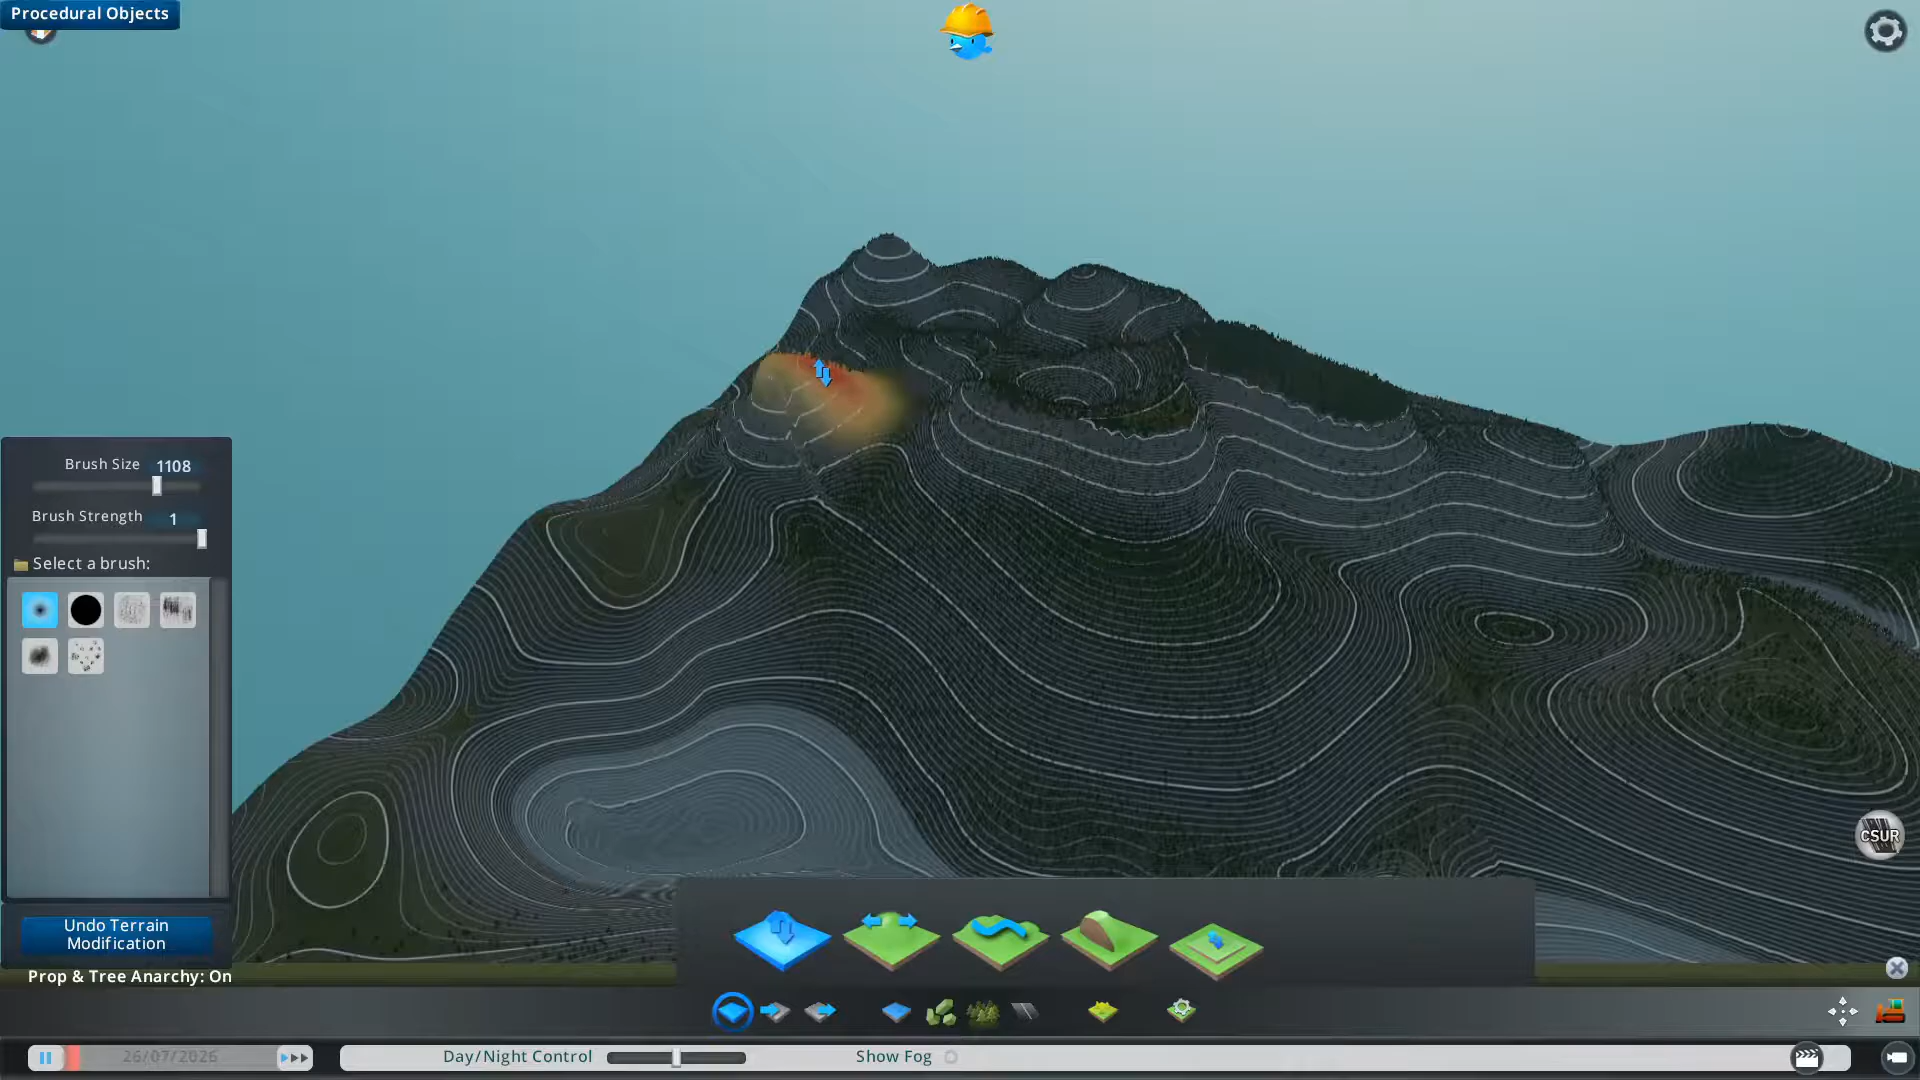 Procedural Objects
Brush Size 1108
Brush Strength 1
Select a brush:
Undo Terrain
Modification
Prop & Tree Anarchy: On
CSUR
26/07/2026
Day/Night Control
Show Fog